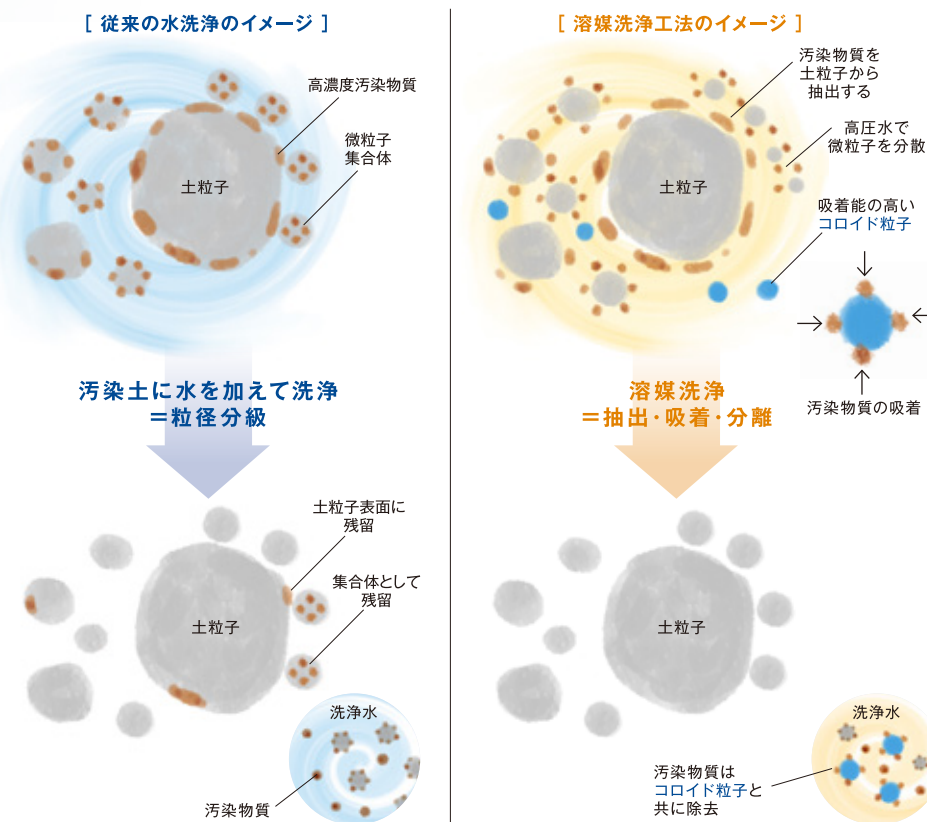 [ 従来の水洗浄のイメージ ]
高濃度汚染物質
微粒子
集合体
土粒子
汚染土に水を加えて洗浄
＝粒径分級
土粒子表面に
残留
集合体として
残留
土粒子
洗浄水
汚染物質
[ 溶媒洗浄工法のイメージ ]
汚染物質を
土粒子から
抽出する
高圧水で
微粒子を分散
土粒子
吸着能の高い
コロイド粒子
汚染物質の吸着
溶媒洗浄
＝抽出・吸着・分離
土粒子
洗浄水
汚染物質は
コロイド粒子と
共に除去